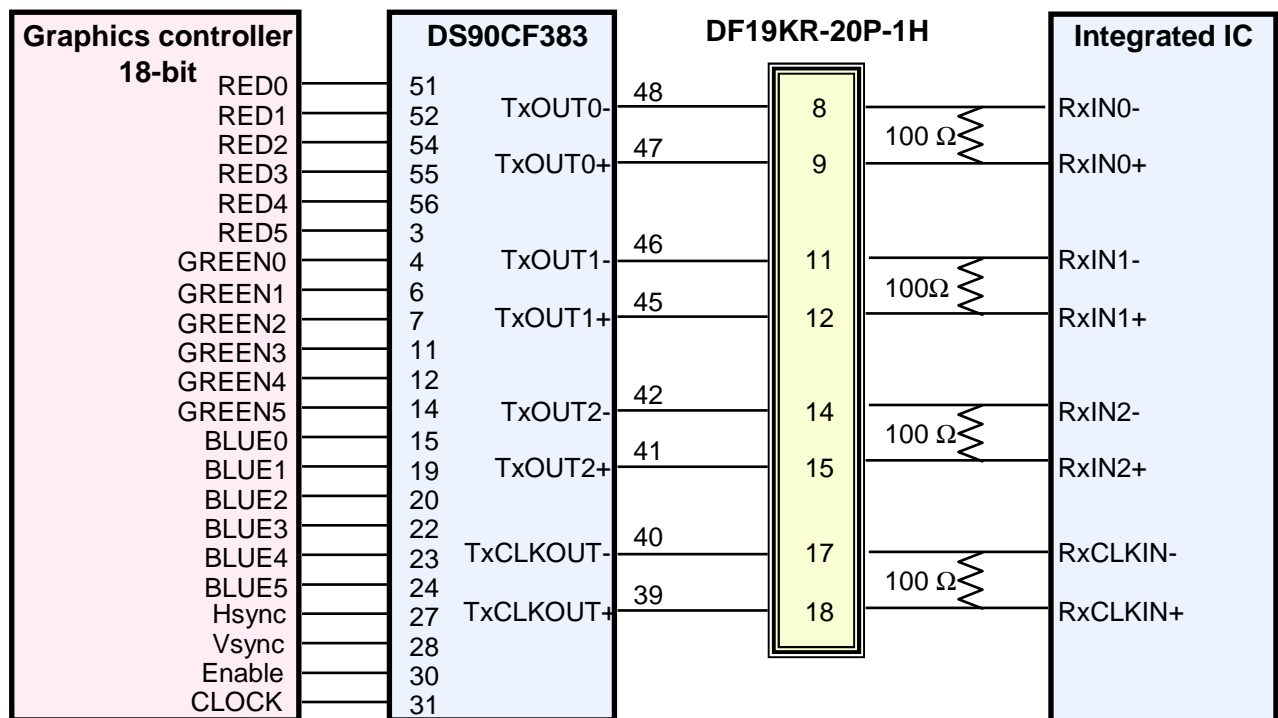 Graphics controller
18-bit
RED0
RED1
RED2
RED3
RED4
RED5
GREEN0
GREEN1
GREEN2
GREEN3
GREEN4
GREEN5
BLUE0
BLUE1
BLUE2
BLUE3
BLUE4
BLUE5
Hsync
Vsync
Enable
CLOCK
DS90CF383
51
52
54
55
56
3
4
6
7
11
12
14
15
19
20
22
23
24
27
28
30
31
TxOUT0-
TxOUT0+
TxOUT1-
TxOUT1+
TxOUT2-
TxOUT2+
TxCLKOUT-
TxCLKOUT+
48
47
46
45
42
41
40
39
DF19KR-20P-1H
8
9
11
12
14
15
17
18
100 Ω
100Ω
100 Ω
100 Ω
Integrated IC
RxIN0-
RxIN0+
RxIN1-
RxIN1+
RxIN2-
RxIN2+
RxCLKIN-
RxCLKIN+